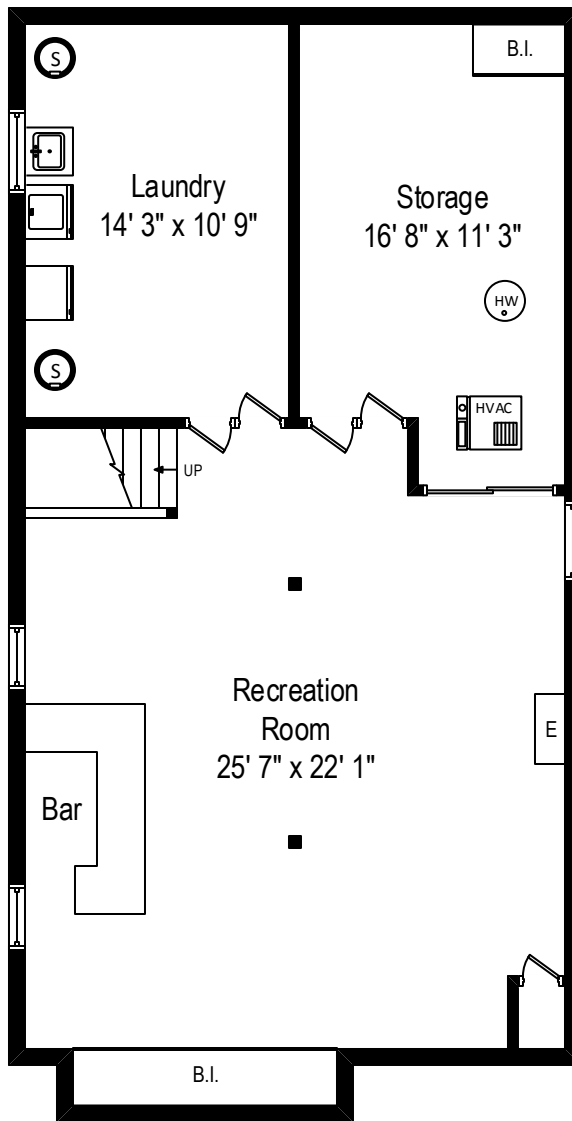 S
B.I.
Laundry
14' 3" x 10' 9"
Storage
16' 8" x 11' 3"
HW
S
HVAC
UP
Recreation
Room
25' 7" x 22' 1"
E
Bar
B.I.